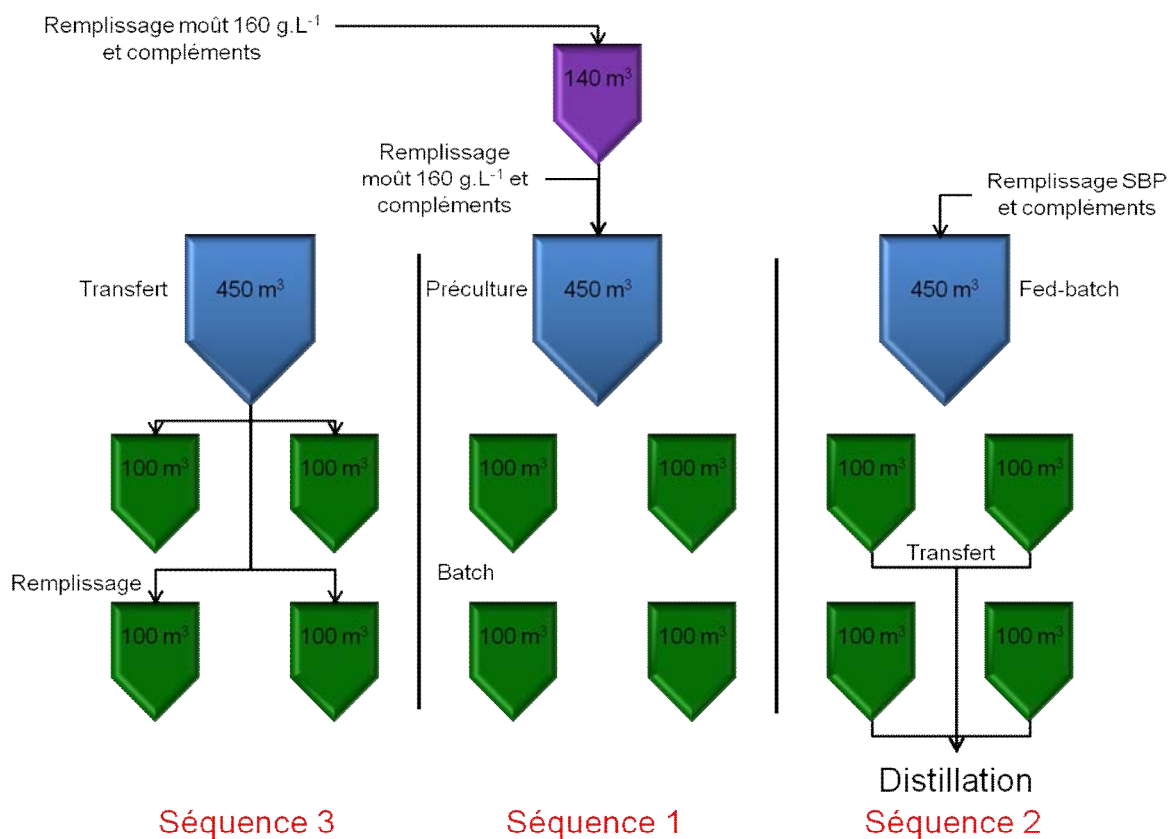 Remplissage moût 160 g.L⁻¹
et compléments
140 m³
Remplissage
moût 160 g.L⁻¹ et
compléments
Remplissage SBP
et compléments
Transfert
450 m³
Préculture
450 m³
450 m³
Fed-batch
100 m³
100 m³
100 m³
100 m³
100 m³
100 m³
Remplissage
Batch
Transfert
100 m³
100 m³
100 m³
100 m³
100 m³
100 m³
Distillation
Séquence 3
Séquence 1
Séquence 2